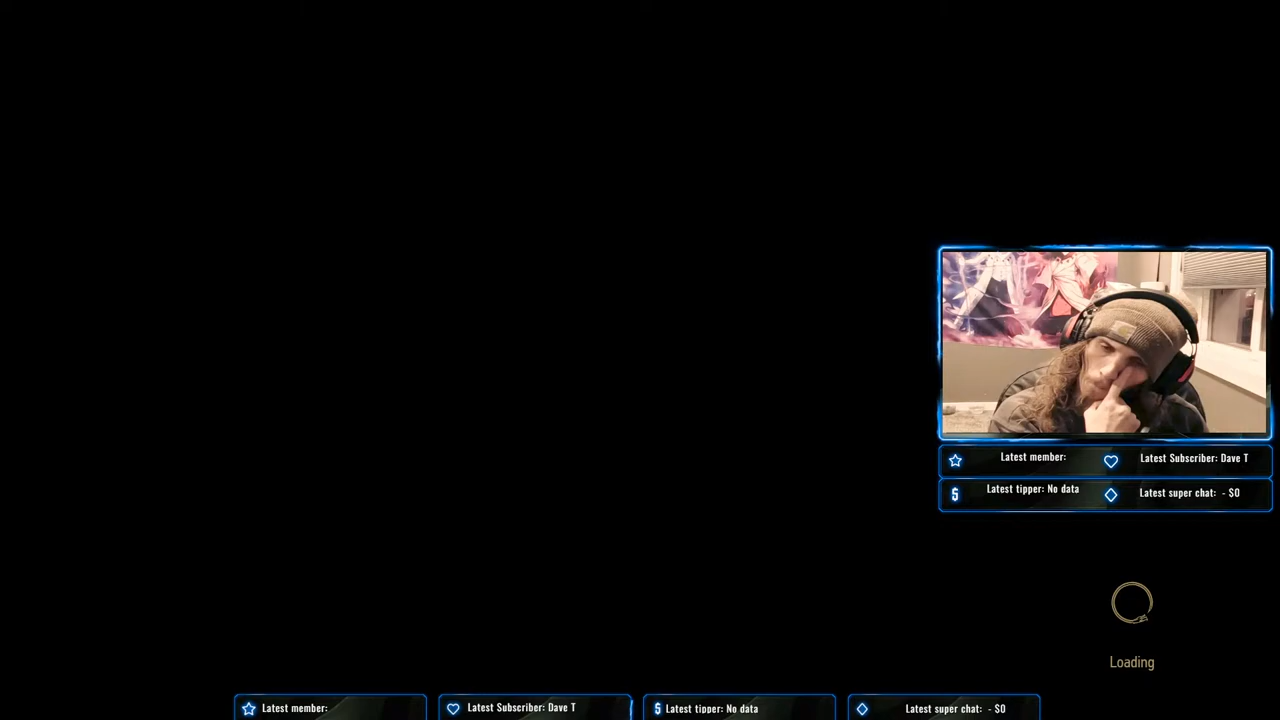 Latest member:
Latest Subscriber: Dave T
Latest tipper: No data
Latest super chat: - $0
Loading
Latest member:
Latest Subscriber: Dave T
Latest tipper: No data
Latest super chat: - $0